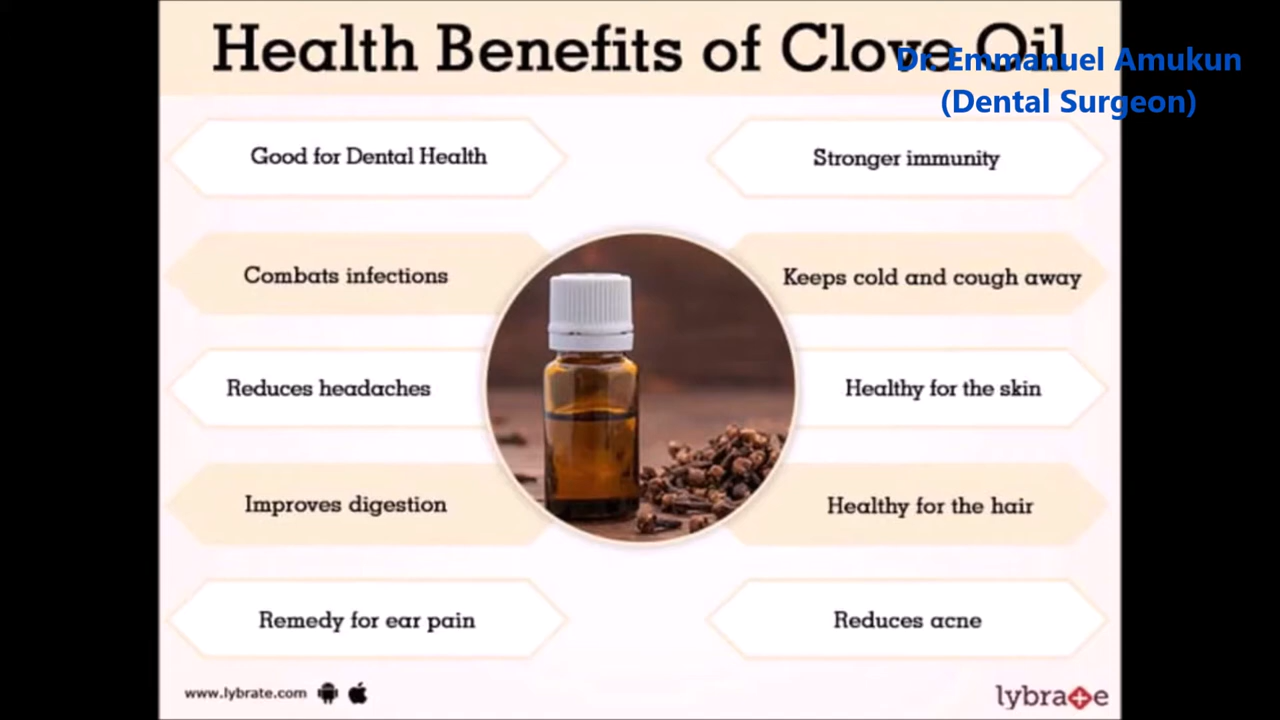 Health Benefits of Clove Oil
Dr. Emmanuel Amukun
(Dental Surgeon)
Good for Dental Health
Stronger immunity
Combats infections
Keeps cold and cough away
Reduces headaches
Healthy for the skin
Improves digestion
Healthy for the hair
Remedy for ear pain
Reduces acne
www.lybrate.com
lybrate